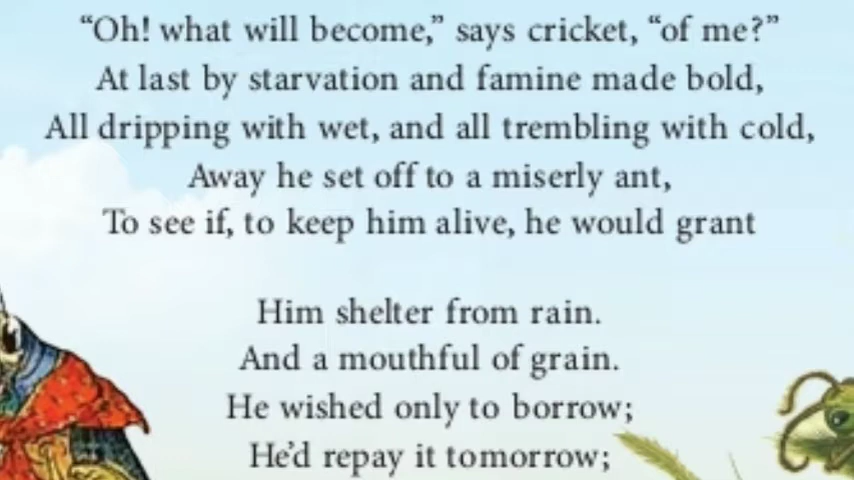 “Oh! what will become,” says cricket, “of me?”
At last by starvation and famine made bold,
All dripping with wet, and all trembling with cold,
Away he set off to a miserly ant,
To see if, to keep him alive, he would grant
Him shelter from rain.
And a mouthful of grain.
He wished only to borrow;
He’d repay it tomorrow;